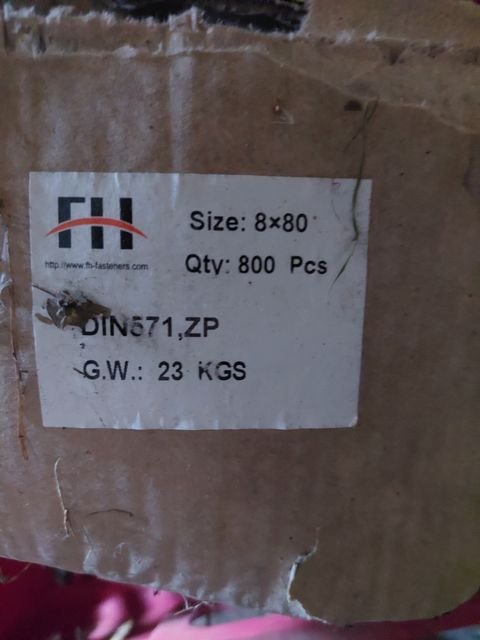 FH
Size: 8×80
http://www.fh-fasteners.com
Qty: 800 Pcs
DIN571,ZP
G.W.: 23 KGS